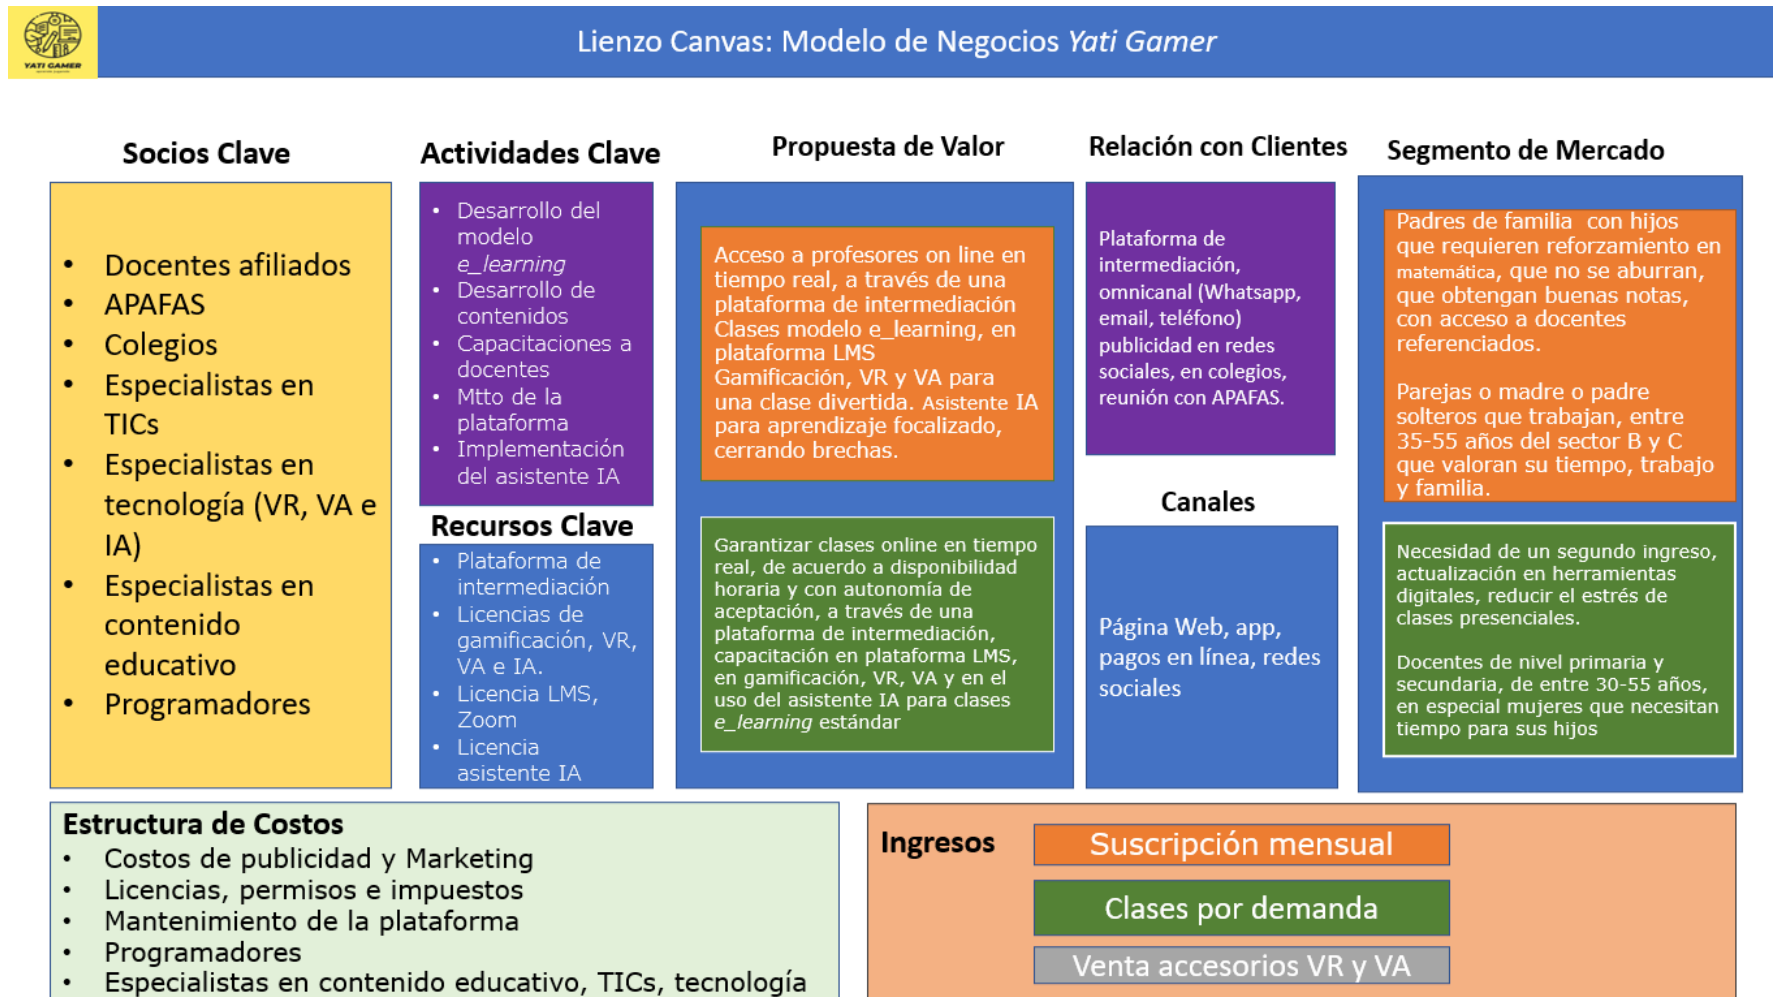 YATI GAMER
Lienzo Canvas: Modelo de Negocios Yati Gamer
Socios Clave
• Docentes afiliados
• APAFAS
• Colegios
• Especialistas en
TICs
• Especialistas en
tecnología (VR, VA e
IA)
• Especialistas en
contenido
educativo
• Programadores
Actividades Clave
• Desarrollo del
modelo
e_learning
• Desarrollo de
contenidos
• Capacitaciones a
docentes
• Mtto de la
plataforma
• Implementación
del asistente IA
Recursos Clave
• Plataforma de
intermediación
• Licencias de
gamificación, VR,
VA e IA.
• Licencia LMS,
Zoom
• Licencia
asistente IA
Propuesta de Valor
Acceso a profesores on line en
tiempo real, a través de una
plataforma de intermediación
Clases modelo e_learning, en
plataforma LMS
Gamificación, VR y VA para
una clase divertida. Asistente IA
para aprendizaje focalizado,
cerrando brechas.
Garantizar clases online en tiempo
real, de acuerdo a disponibilidad
horaria y con autonomía de
aceptación, a través de una
plataforma de intermediación,
capacitación en plataforma LMS,
en gamificación, VR, VA y en el
uso del asistente IA para clases
e_learning estándar
Relación con Clientes
Plataforma de
intermediación,
omnicanal (Whatsapp,
email, teléfono)
publicidad en redes
sociales, en colegios,
reunión con APAFAS.
Canales
Página Web, app,
pagos en línea, redes
sociales
Segmento de Mercado
Padres de familia con hijos
que requieren reforzamiento en
matemática, que no se aburran,
que obtengan buenas notas,
con acceso a docentes
referenciados.
Parejas o madre o padre
solteros que trabajan, entre
35-55 años del sector B y C
que valoran su tiempo, trabajo
y familia.
Necesidad de un segundo ingreso,
actualización en herramientas
digitales, reducir el estrés de
clases presenciales.
Docentes de nivel primaria y
secundaria, de entre 30-55 años,
en especial mujeres que necesitan
tiempo para sus hijos
Estructura de Costos
• Costos de publicidad y Marketing
• Licencias, permisos e impuestos
• Mantenimiento de la plataforma
• Programadores
• Especialistas en contenido educativo, TICs, tecnología
Ingresos
Suscripción mensual
Clases por demanda
Venta accesorios VR y VA